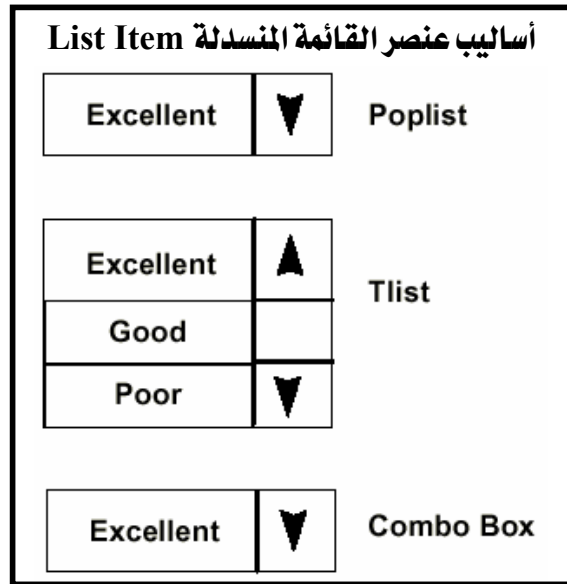 أساليب عنصر القائمة المنسدلة List Item
Excellent
Poplist
Excellent
Good
Poor
Tlist
Excellent
Combo Box